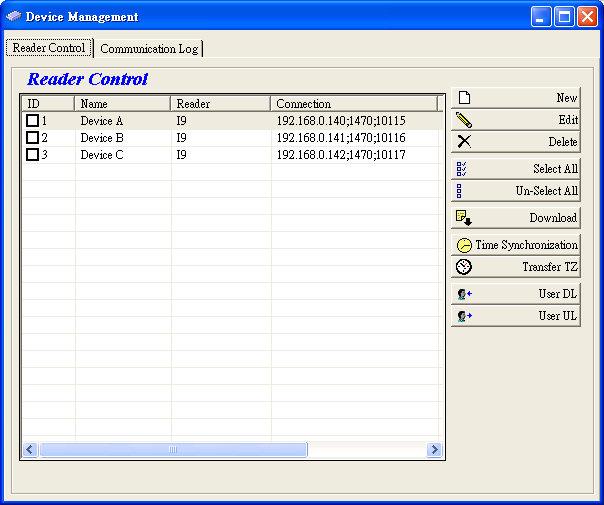 Device Management
Reader Control Communication Log
Reader Control
ID Name Reader Connection
1 Device A I9 192.168.0.140;1470;10115
2 Device B I9 192.168.0.141;1470;10116
3 Device C I9 192.168.0.142;1470;10117
New
Edit
Delete
Select All
Un-Select All
Download
Time Synchronization
Transfer TZ
User DL
User UL